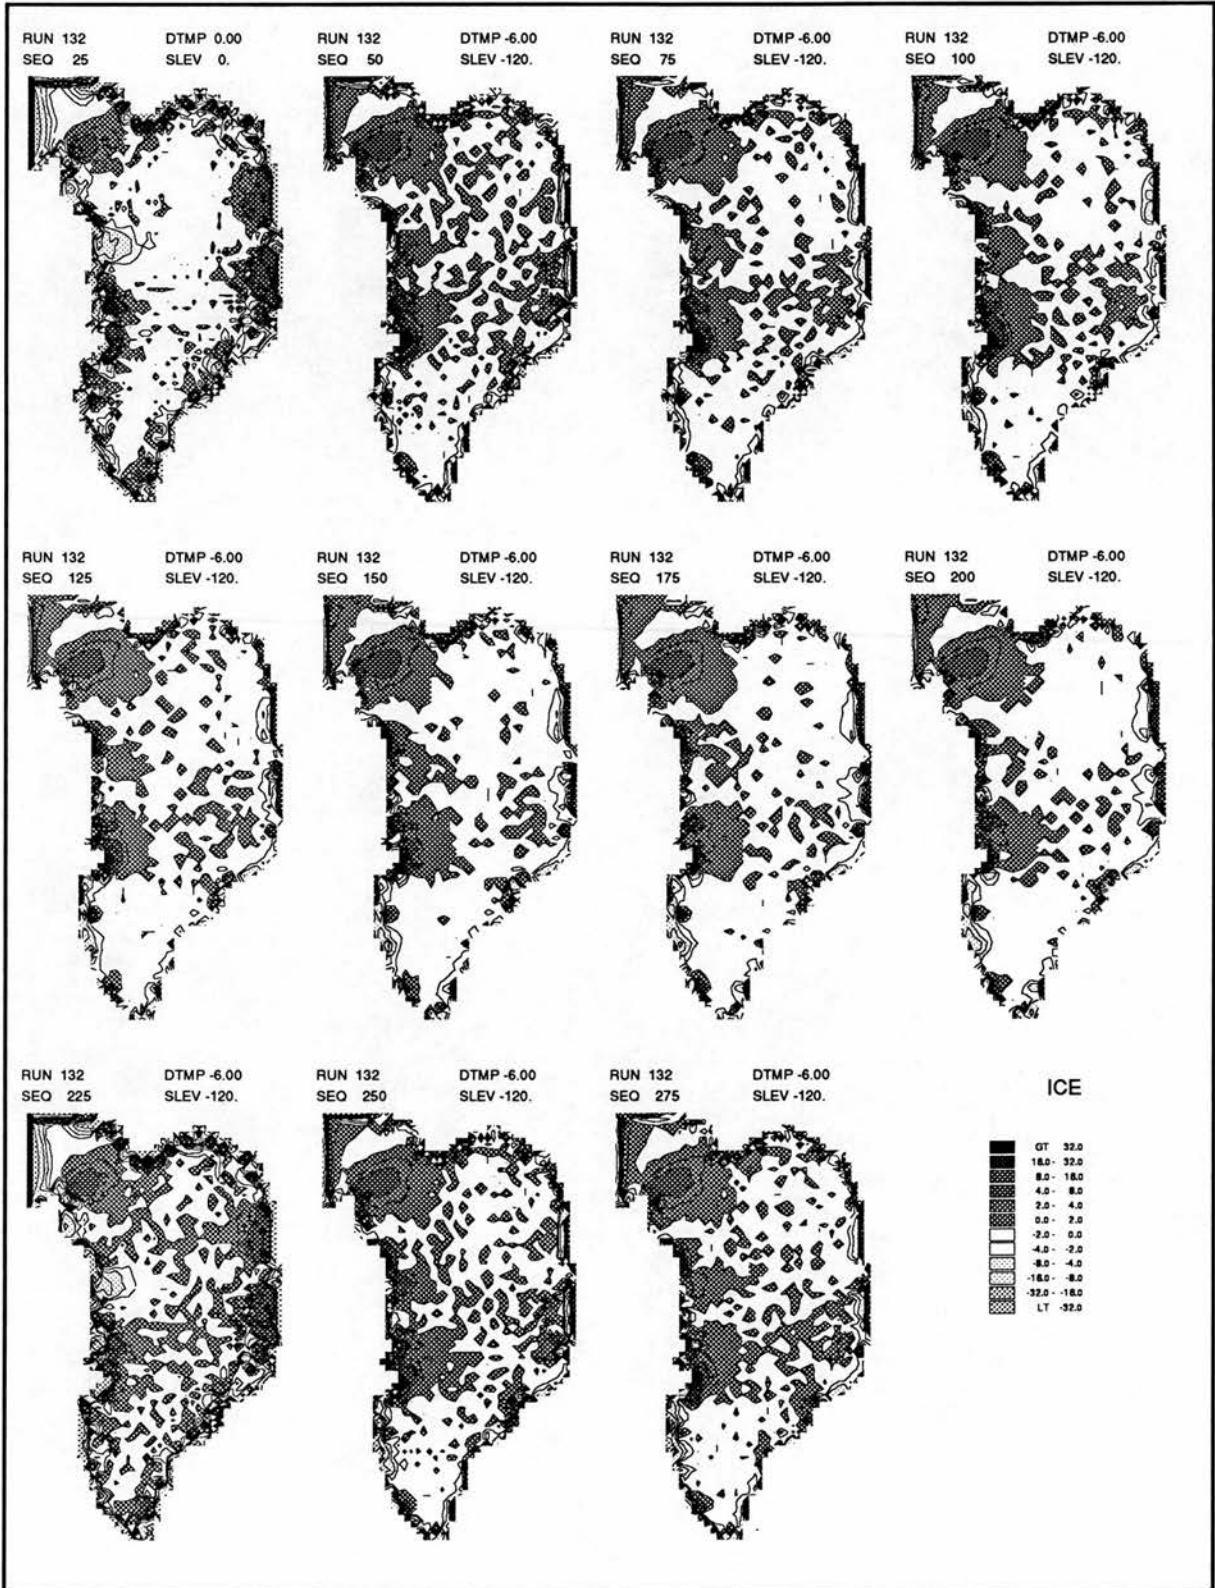 RUN 132 DTMP 0.00
SEQ 25 SLEV 0.
RUN 132 DTMP -6.00
SEQ 50 SLEV -120.
RUN 132 DTMP -6.00
SEQ 75 SLEV -120.
RUN 132 DTMP -6.00
SEQ 100 SLEV -120.
RUN 132 DTMP -6.00
SEQ 125 SLEV -120.
RUN 132 DTMP -6.00
SEQ 150 SLEV -120.
RUN 132 DTMP -6.00
SEQ 175 SLEV -120.
RUN 132 DTMP -6.00
SEQ 200 SLEV -120.
RUN 132 DTMP -6.00
SEQ 225 SLEV -120.
RUN 132 DTMP -6.00
SEQ 250 SLEV -120.
RUN 132 DTMP -6.00
SEQ 275 SLEV -120.
ICE
GT 32.0
16.0 - 32.0
8.0 - 16.0
4.0 - 8.0
2.0 - 4.0
0.0 - 2.0
-2.0 - 0.0
-4.0 - -2.0
-8.0 - -4.0
-16.0 - -8.0
-32.0 - -16.0
LT -32.0